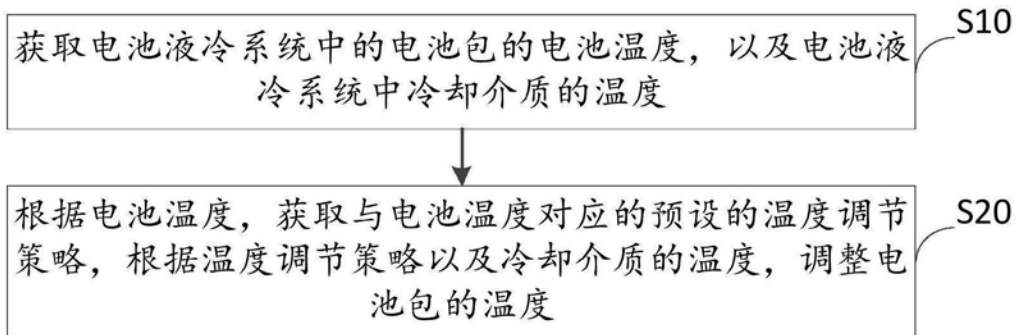 获取电池液冷系统中的电池包的电池温度，以及电池液
冷系统中冷却介质的温度
S10
根据电池温度，获取与电池温度对应的预设的温度调节
策略，根据温度调节策略以及冷却介质的温度，调整电
池包的温度
S20